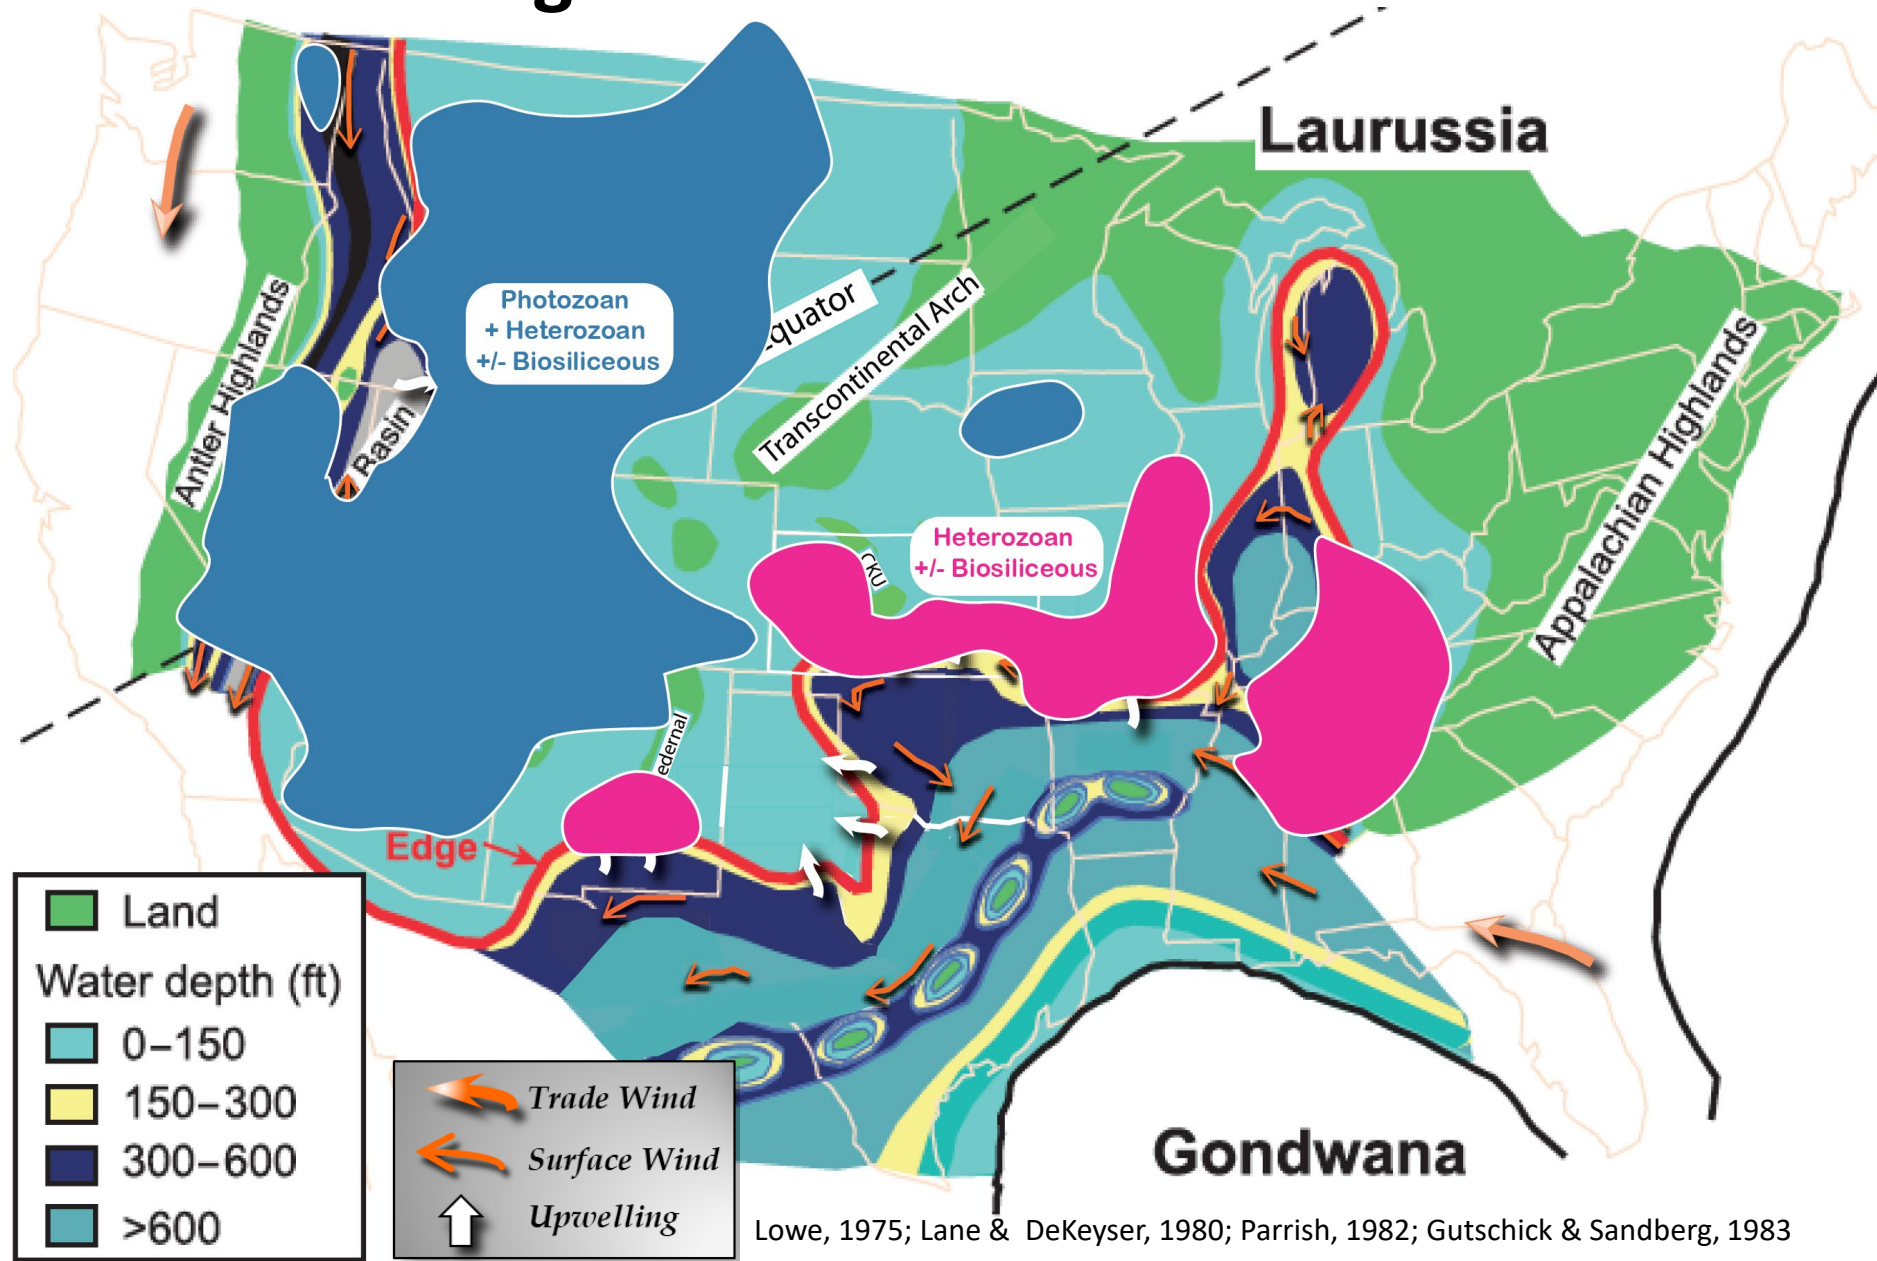 g
Laurussia
Antler Highlands
Photozoan
+ Heterozoan
+/- Biosiliceous
quator
Transcontinental Arch
Appalachian Highlands
Basin
Heterozoan
+/- Biosiliceous
CKU
edernal
Edge
Land
Water depth (ft)
0–150
150–300
300–600
>600
Trade Wind
Surface Wind
Upwelling
Gondwana
Lowe, 1975; Lane & DeKeyser, 1980; Parrish, 1982; Gutschick & Sandberg, 1983